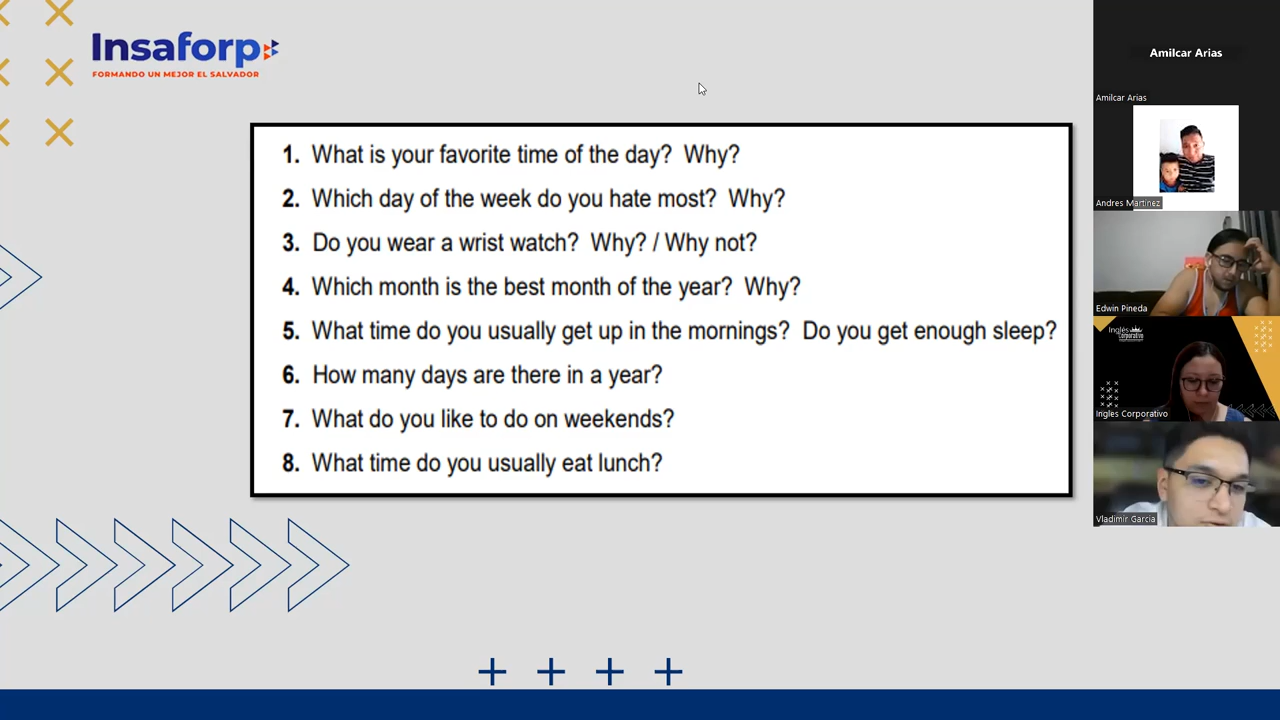 Insaforp
FORMANDO UN MEJOR EL SALVADOR
1. What is your favorite time of the day? Why?
2. Which day of the week do you hate most? Why?
3. Do you wear a wrist watch? Why? / Why not?
4. Which month is the best month of the year? Why?
5. What time do you usually get up in the mornings? Do you get enough sleep?
6. How many days are there in a year?
7. What do you like to do on weekends?
8. What time do you usually eat lunch?
Amilcar Arias
Amilcar Arias
Andres Martinez
Edwin Pineda
Inglés
Corporativo
Ingles Corporativo
Vladimir Garcia